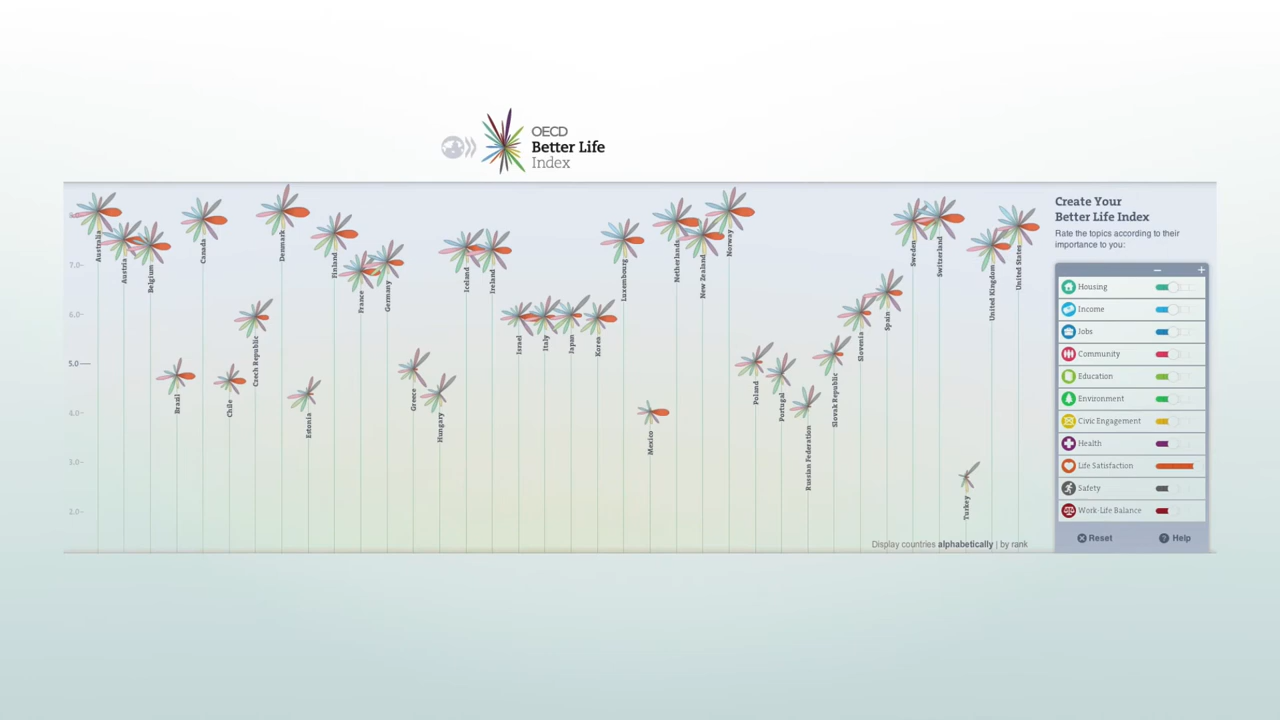 OECD
Better Life
Index
8.0
7.0
6.0
5.0
4.0
3.0
2.0
Australia
Austria
Belgium
Brazil
Canada
Chile
Czech Republic
Denmark
Estonia
Finland
France
Germany
Greece
Hungary
Iceland
Ireland
Israel
Italy
Japan
Korea
Luxembourg
Mexico
Netherlands
New Zealand
Norway
Poland
Portugal
Russian Federation
Slovak Republic
Slovenia
Spain
Sweden
Switzerland
Turkey
United Kingdom
United States
Display countries alphabetically | by rank
Create Your
Better Life Index
Rate the topics according to their
importance to you:
Housing
Income
Jobs
Community
Education
Environment
Civic Engagement
Health
Life Satisfaction
Safety
Work-Life Balance
Reset
? Help